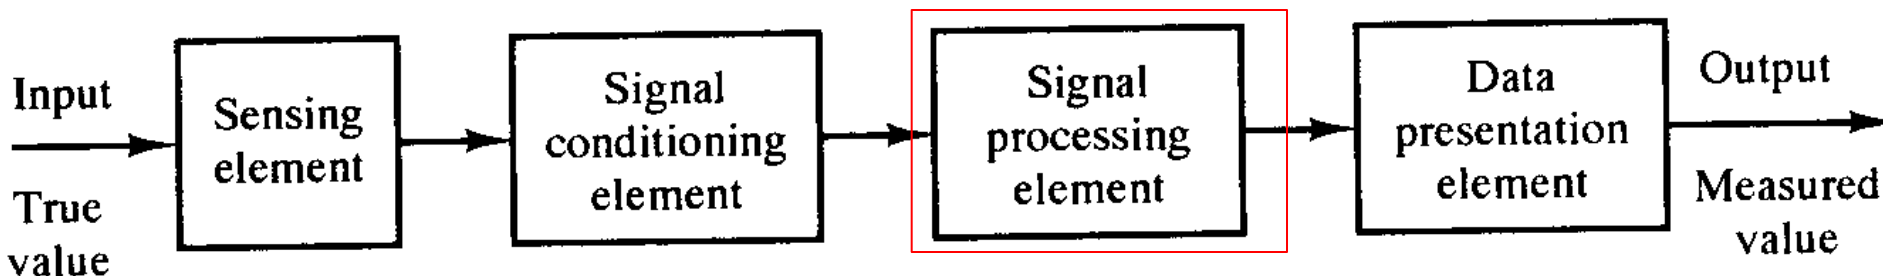 Input
True
value
Sensing
element
Signal
conditioning
element
Signal
processing
element
Data
presentation
element
Output
Measured
value